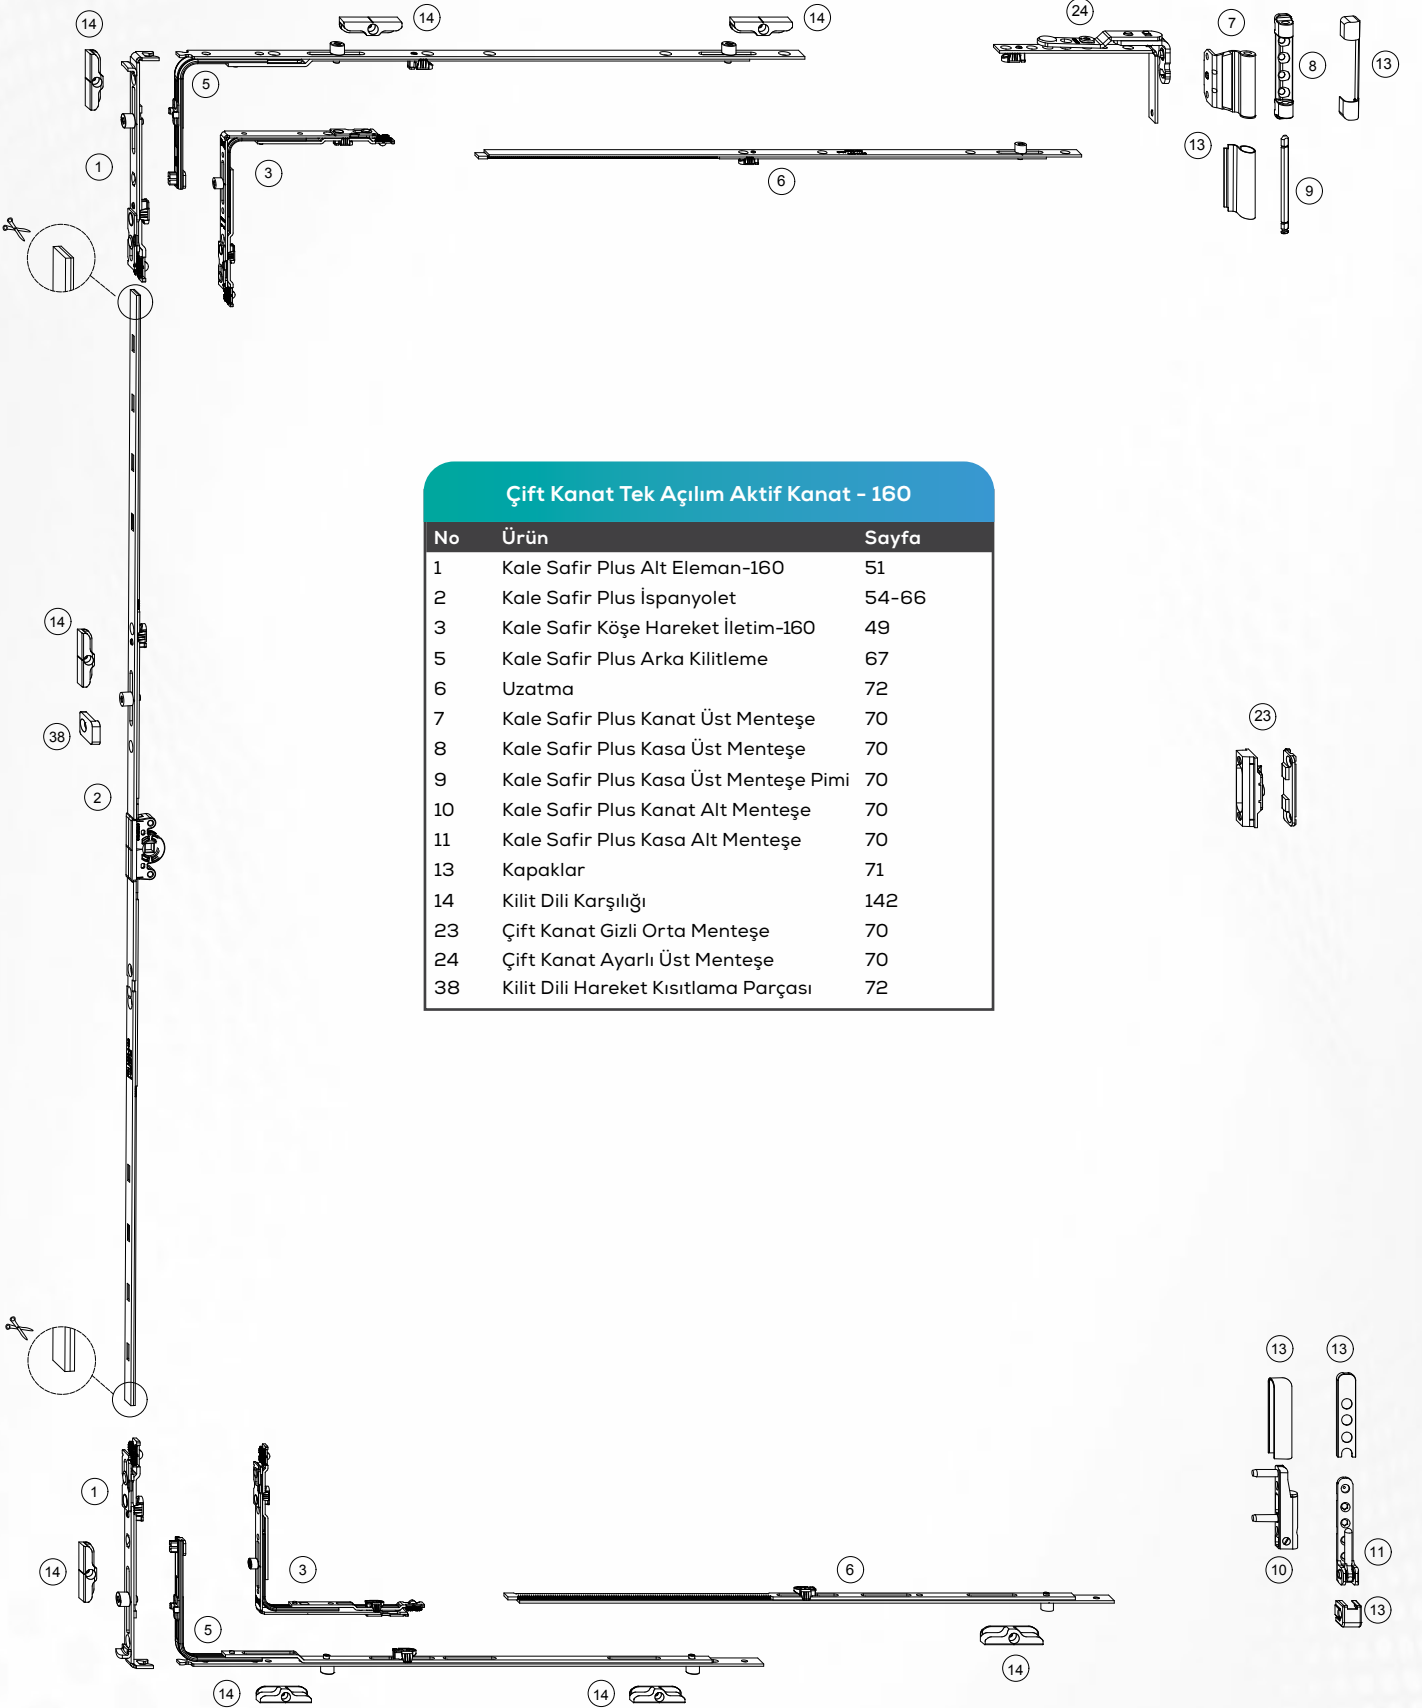 14
14
14
24
7
8
13
5
1
3
13
6
9
Çift Kanat Tek Açılım Aktif Kanat - 160
No Ürün Sayfa
1 Kale Safir Plus Alt Eleman-160 51
2 Kale Safir Plus İspanyolet 54-66
3 Kale Safir Köşe Hareket İletim-160 49
5 Kale Safir Plus Arka Kilitleme 67
6 Uzatma 72
7 Kale Safir Plus Kanat Üst Menteşe 70
8 Kale Safir Plus Kasa Üst Menteşe 70
9 Kale Safir Plus Kasa Üst Menteşe Pimi 70
10 Kale Safir Plus Kanat Alt Menteşe 70
11 Kale Safir Plus Kasa Alt Menteşe 70
13 Kapaklar 71
14 Kilit Dili Karşılığı 142
23 Çift Kanat Gizli Orta Menteşe 70
24 Çift Kanat Ayarlı Üst Menteşe 70
38 Kilit Dili Hareket Kısıtlama Parçası 72
14
38
2
23
13
13
1
14
3
6
10
11
13
5
14
14
14